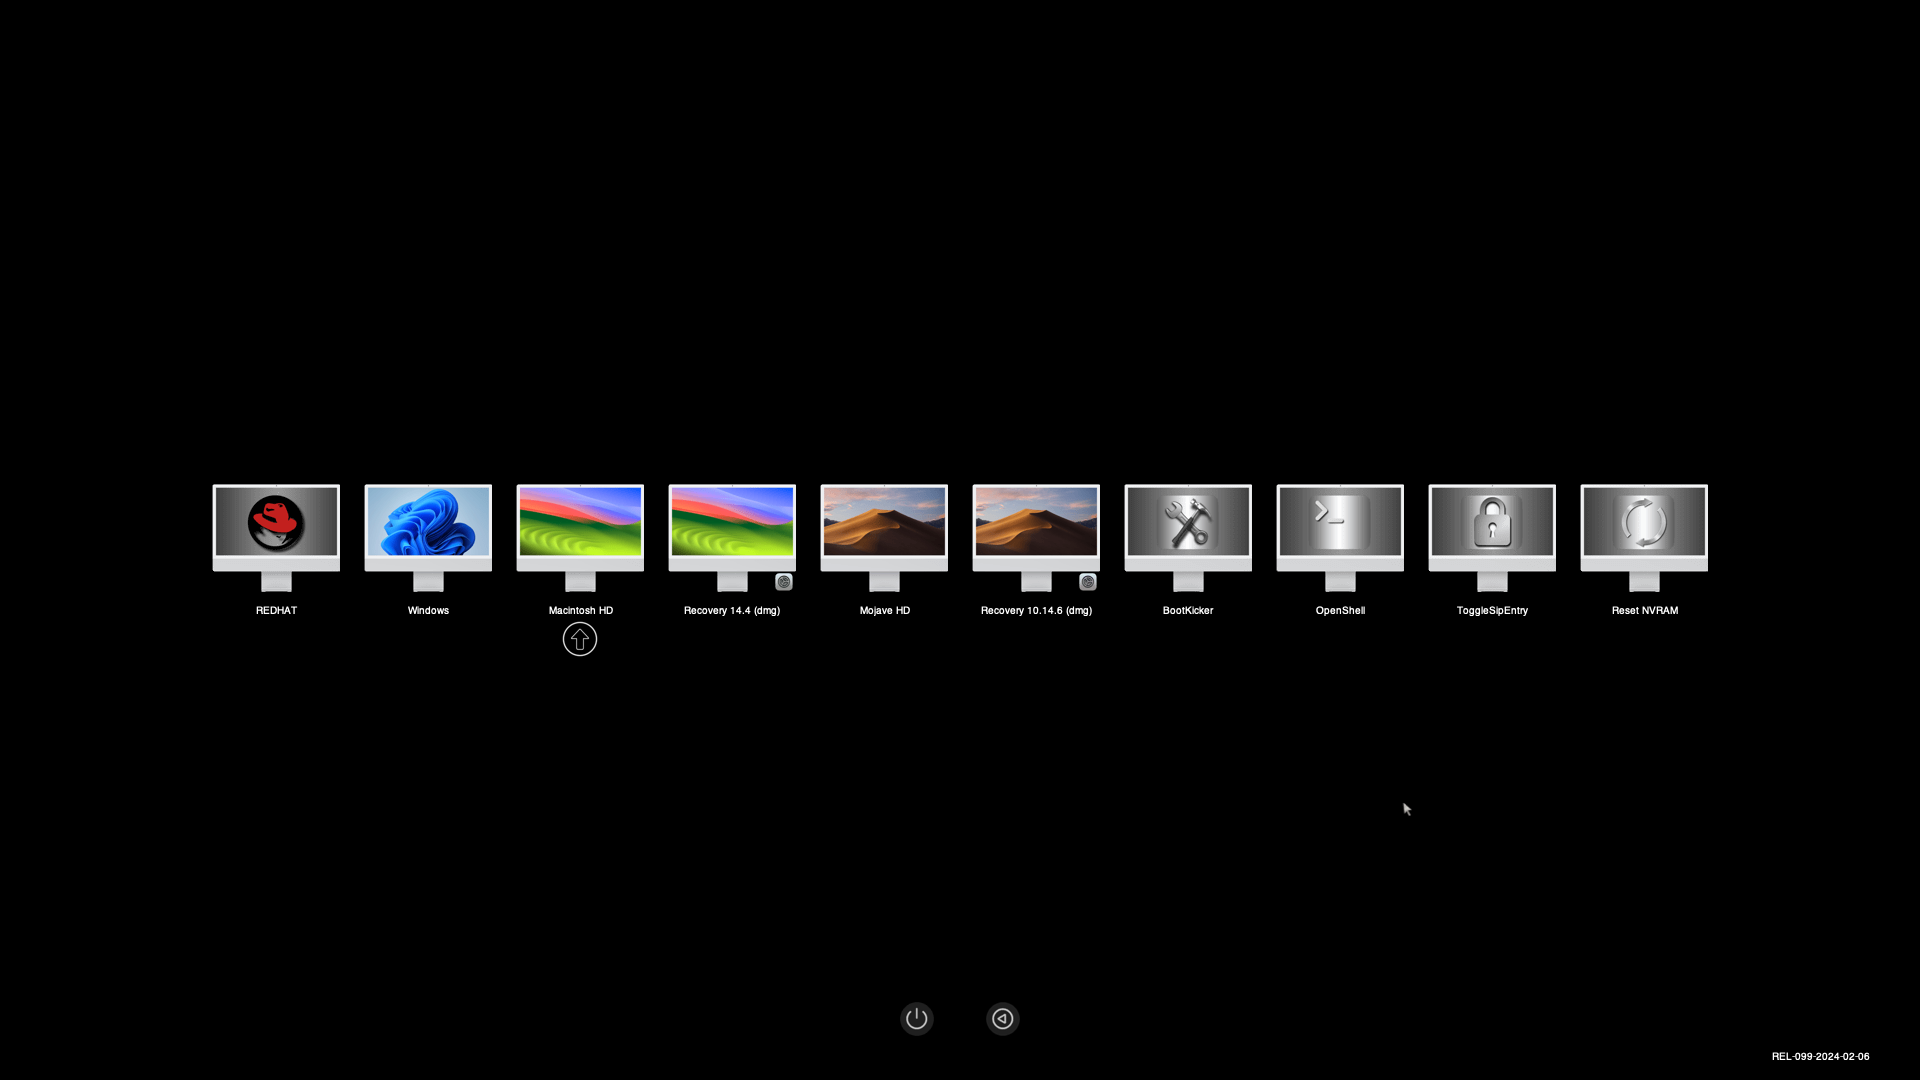 REDHAT
Windows
Macintosh HD
Recovery 14.4 (dmg)
Mojave HD
Recovery 10.14.6 (dmg)
BootKicker
OpenShell
ToggleSipEntry
Reset NVRAM
REL-099-2024-02-06